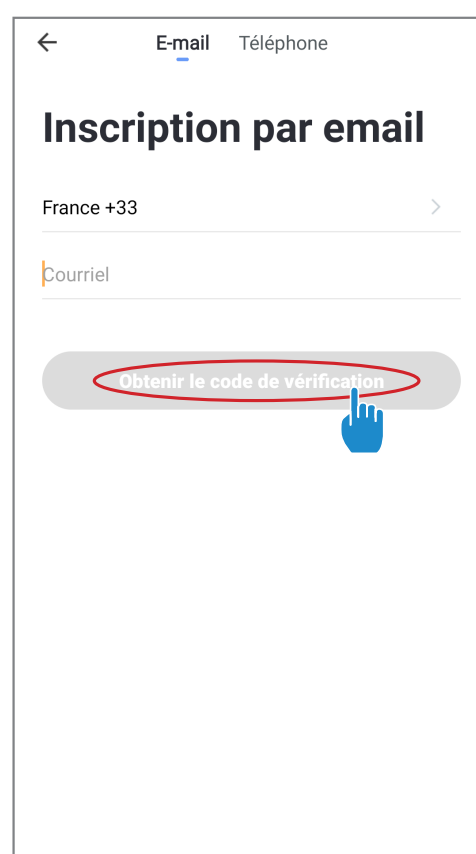 E-mail Téléphone
Inscription par email
France +33
Courriel
Obtenir le code de vérification